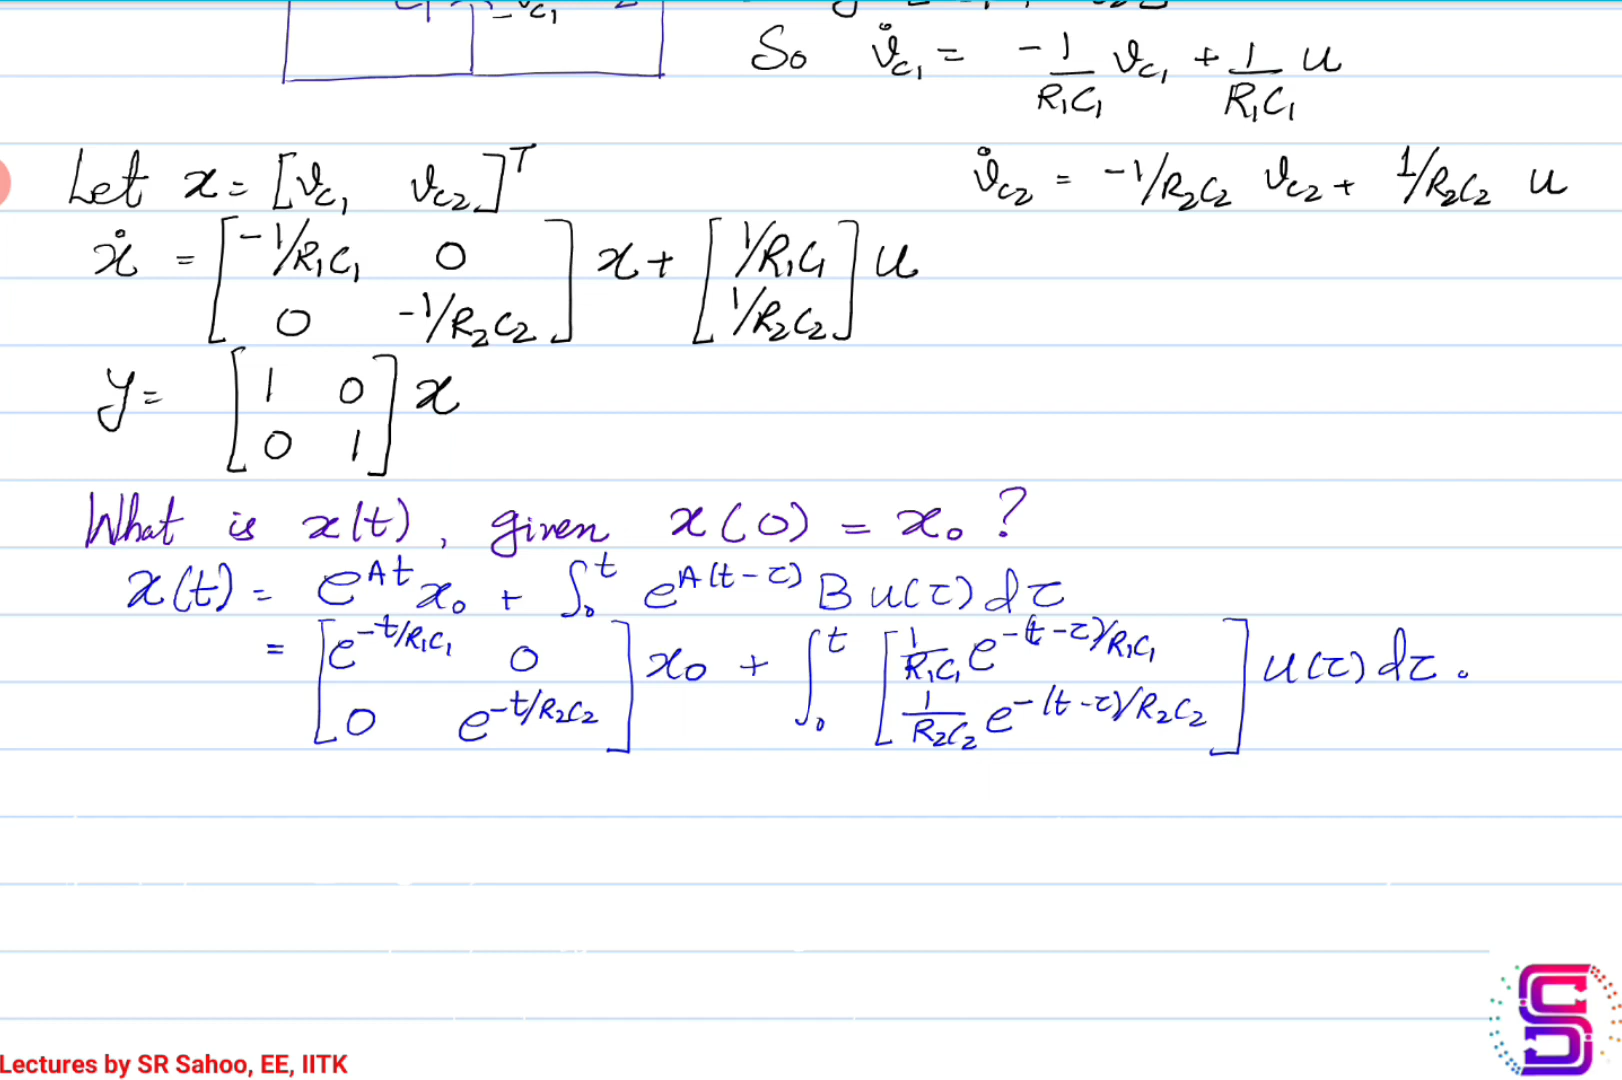 So v̊c₁ = -1/R₁C₁ vc₁ + 1/R₁C₁ u
Let x = [vc₁ vc₂]ᵀ
v̊c₂ = -1/R₂C₂ vc₂ + 1/R₂C₂ u
x̊ = [-1/R₁C₁ 0; 0 -1/R₂C₂] x + [1/R₁C₁; 1/R₂C₂] u
y = [1 0; 0 1] x
What is x(t), given x(0) = x₀ ?
x(t) = e^At x₀ + ∫₀^t e^A(t-τ) B u(τ) dτ
= [e^-t/R₁C₁ 0; 0 e^-t/R₂C₂] x₀ + ∫₀^t [1/R₁C₁ e^-(t-τ)/R₁C₁; 1/R₂C₂ e^-(t-τ)/R₂C₂] u(τ) dτ.
Lectures by SR Sahoo, EE, IITK